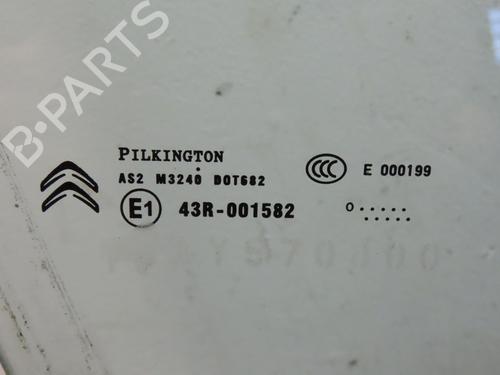 B-PARTS
PILKINGTON
AS2 M3240 DOT682
CCC E 000199
E1 43R-001582